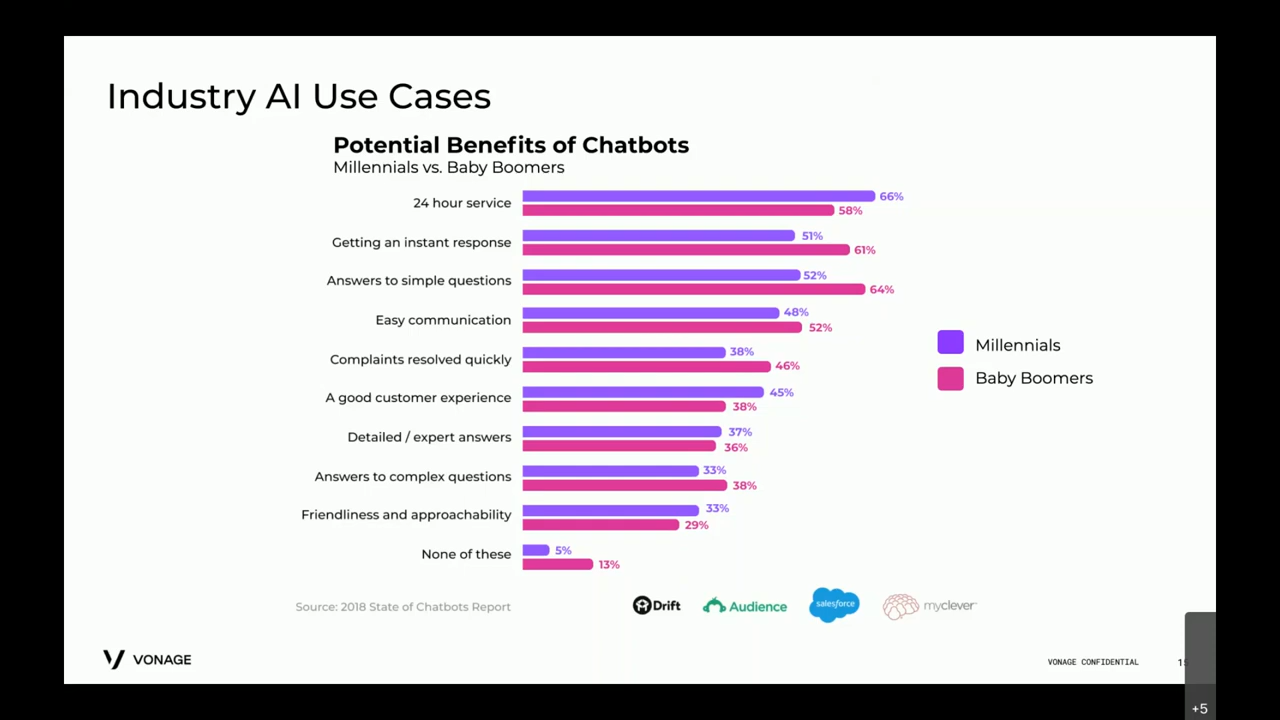 Industry AI Use Cases
Potential Benefits of Chatbots
Millennials vs. Baby Boomers
24 hour service
66%
58%
Getting an instant response
51%
61%
Answers to simple questions
52%
64%
Easy communication
48%
52%
Complaints resolved quickly
38%
46%
A good customer experience
45%
38%
Detailed / expert answers
37%
36%
Answers to complex questions
33%
38%
Friendliness and approachability
33%
29%
None of these
5%
13%
Millennials
Baby Boomers
Source: 2018 State of Chatbots Report
Drift
Audience
salesforce
myclever
VONAGE
VONAGE CONFIDENTIAL
+5